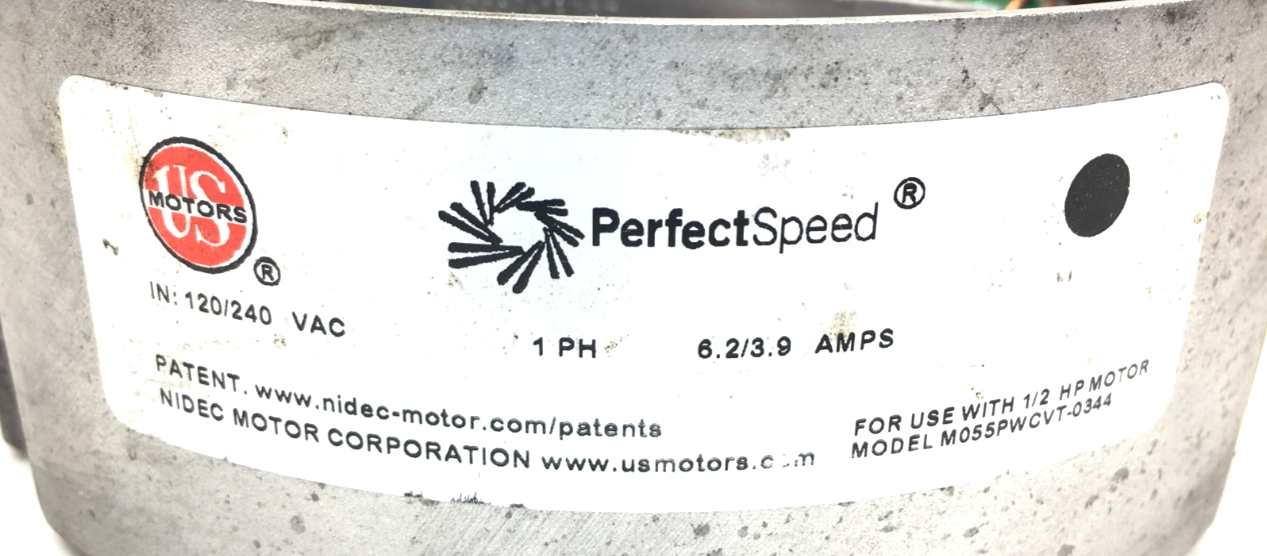 US
MOTORS
®
PerfectSpeed®
IN: 120/240 VAC
1 PH
6.2/3.9 AMPS
PATENT. www.nidec-motor.com/patents
NIDEC MOTOR CORPORATION
FOR USE WITH 1/2 HP MOTOR
MODEL M055PWCVT-0344